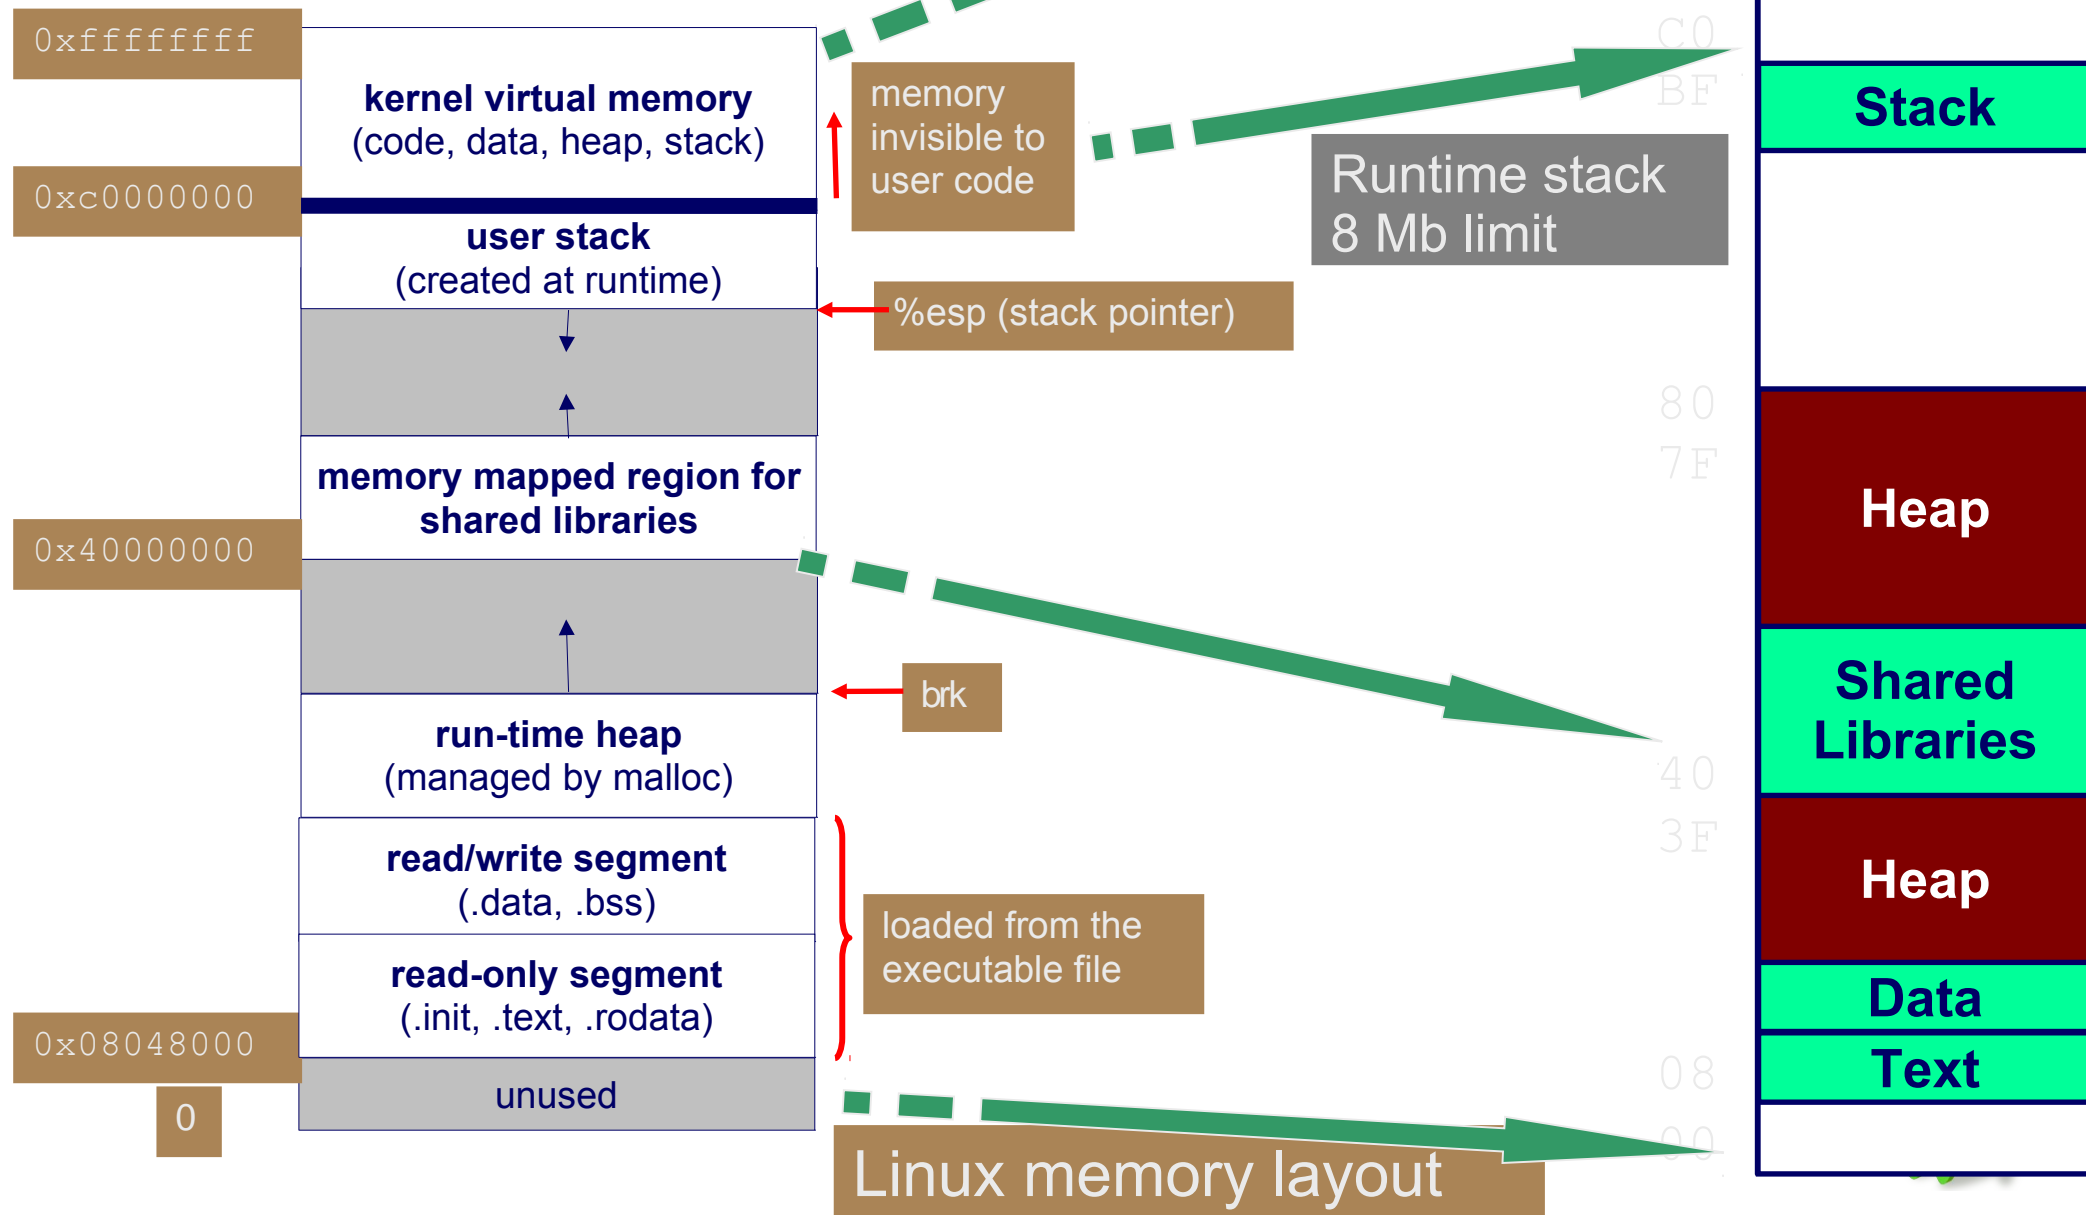 0xffffffff
kernel virtual memory
(code, data, heap, stack)
memory
invisible to
user code
0xc0000000
user stack
(created at runtime)
%esp (stack pointer)
memory mapped region for
shared libraries
0x40000000
brk
run-time heap
(managed by malloc)
read/write segment
(.data, .bss)
loaded from the
executable file
read-only segment
(.init, .text, .rodata)
0x08048000
unused
0
Linux memory layout
Runtime stack
8 Mb limit
C0
BF
Stack
80
7F
Heap
Shared
Libraries
40
3F
Heap
Data
08
Text
00